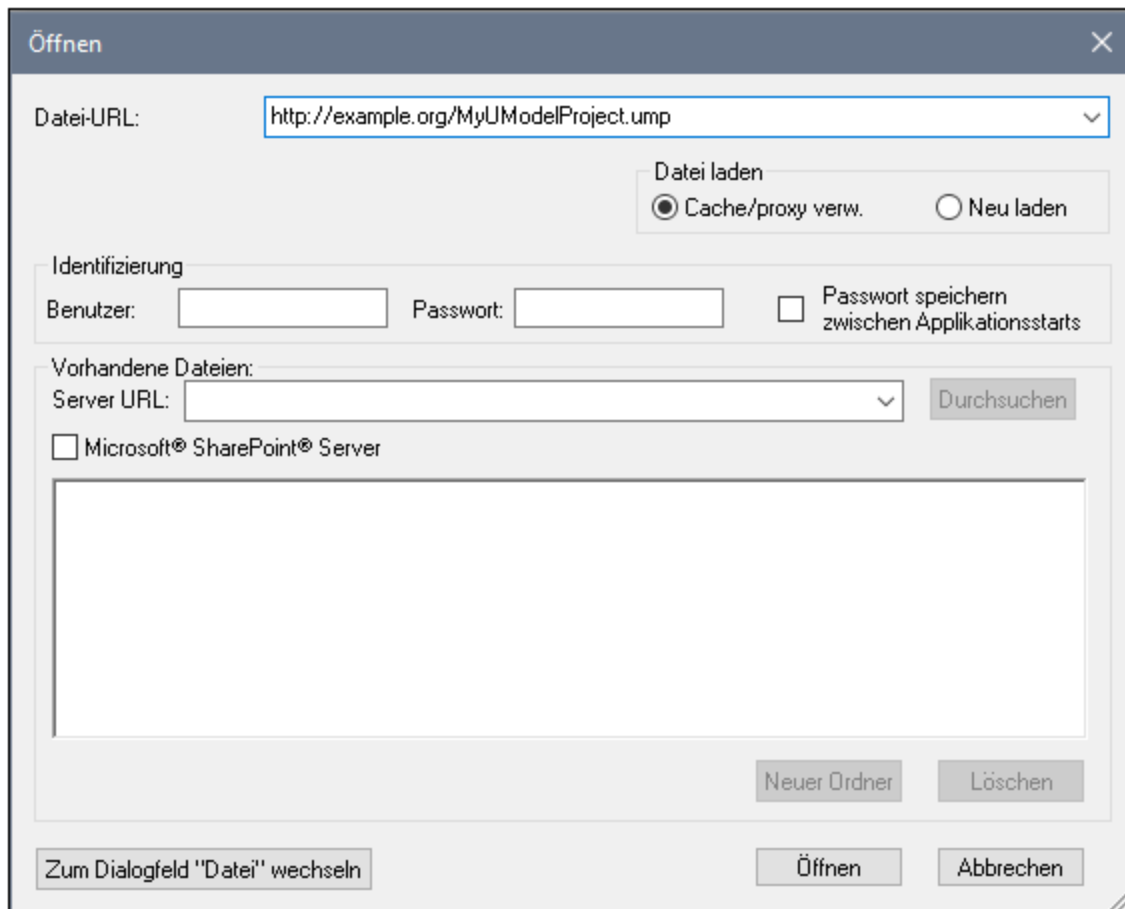 Öffnen
Datei-URL: http://example.org/MyUModelProject.ump
Datei laden
Cache/proxy verw. Neu laden
Identifizierung
Benutzer: Passwort: Passwort speichern
zwischen Applikationsstarts
Vorhandene Dateien:
Server URL: Durchsuchen
Microsoft® SharePoint® Server
Neuer Ordner Löschen
Zum Dialogfeld "Datei" wechseln Öffnen Abbrechen